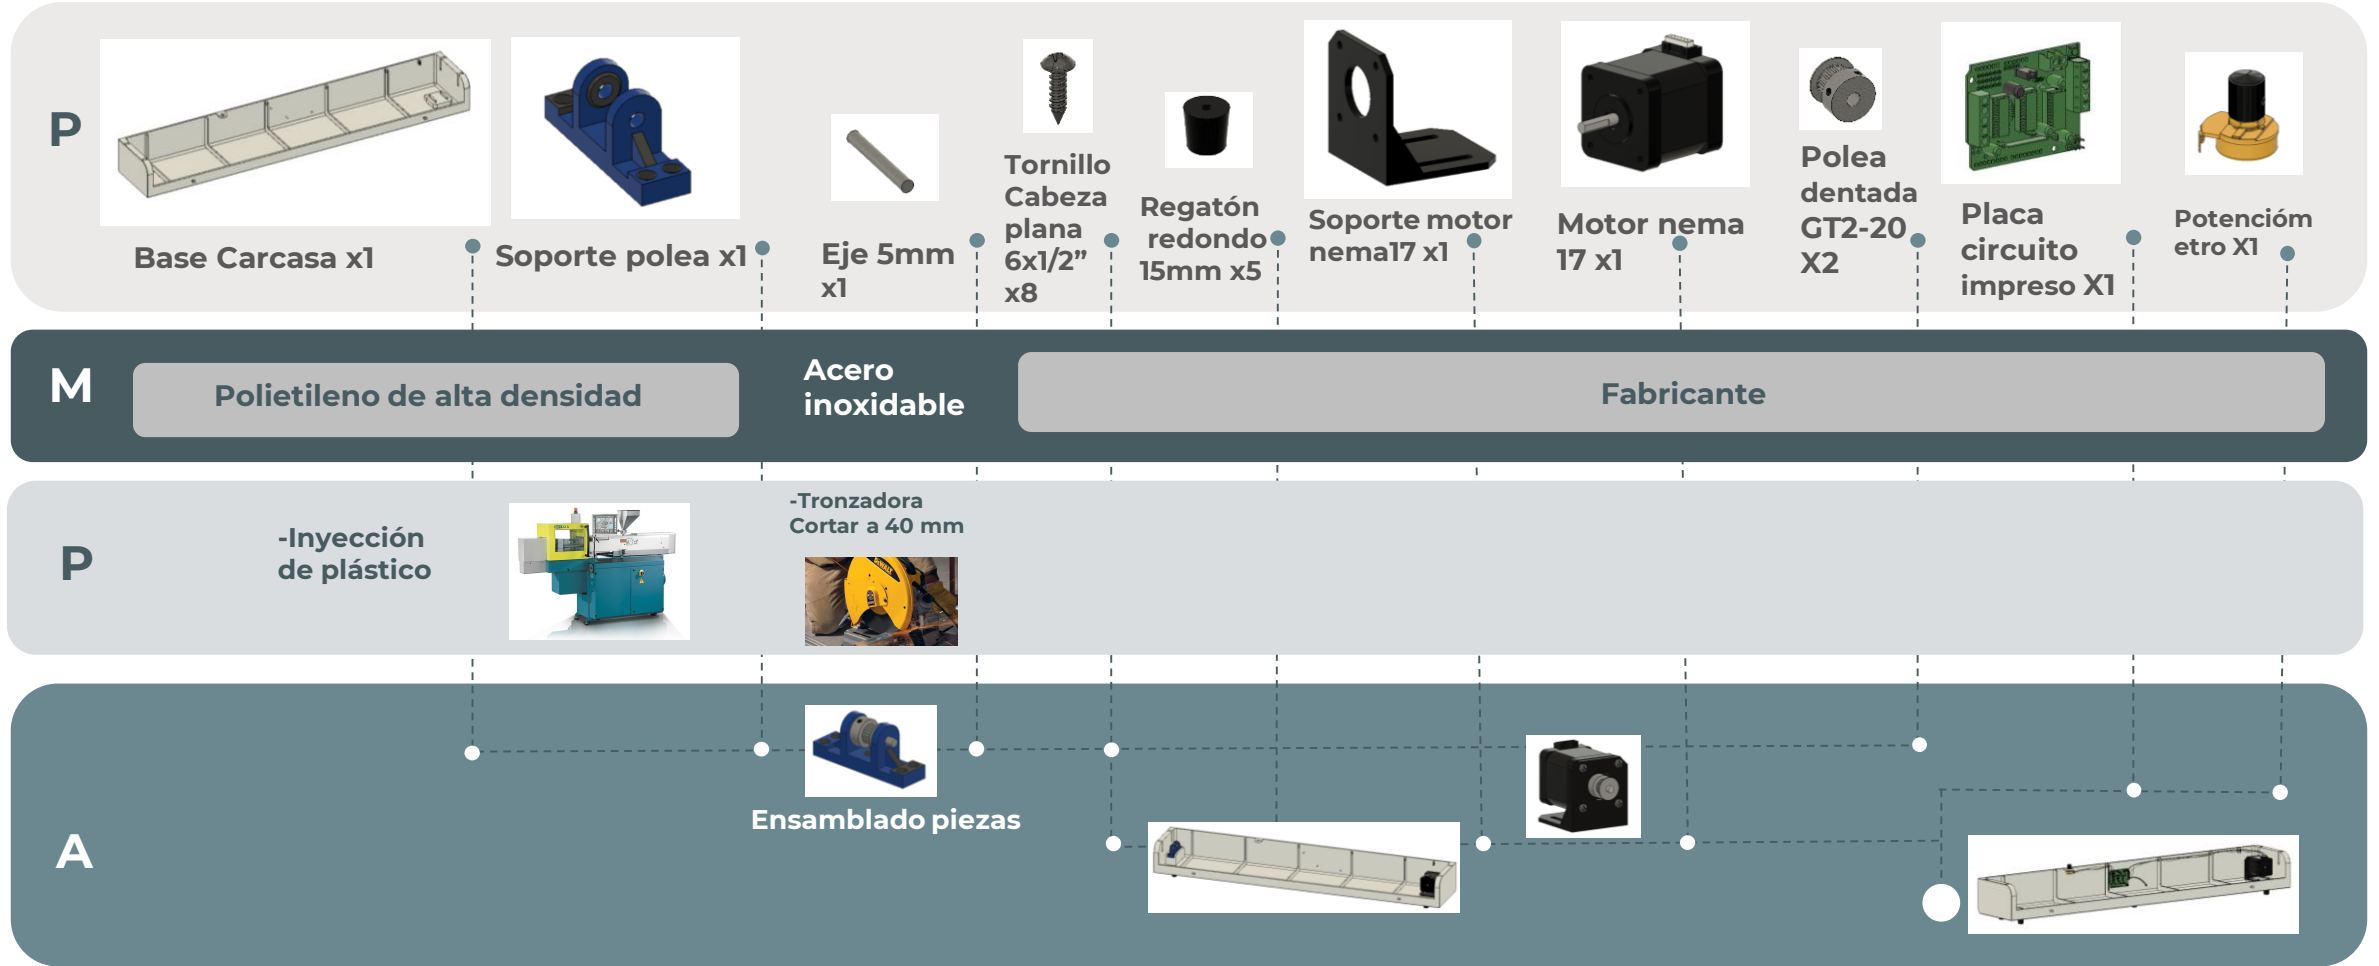 P
Base Carcasa x1
Soporte polea x1
Eje 5mm
x1
Tornillo
Cabeza
plana
6x1/2”
x8
Regatón
redondo
15mm x5
Soporte motor
nema17 x1
Motor nema
17 x1
Polea
dentada
GT2-20
X2
Placa
circuito
impreso X1
Potencióm
etro X1
M
Polietileno de alta densidad
Acero
inoxidable
Fabricante
P
-Inyección
de plástico
-Tronzadora
Cortar a 40 mm
DEWALT
A
Ensamblado piezas